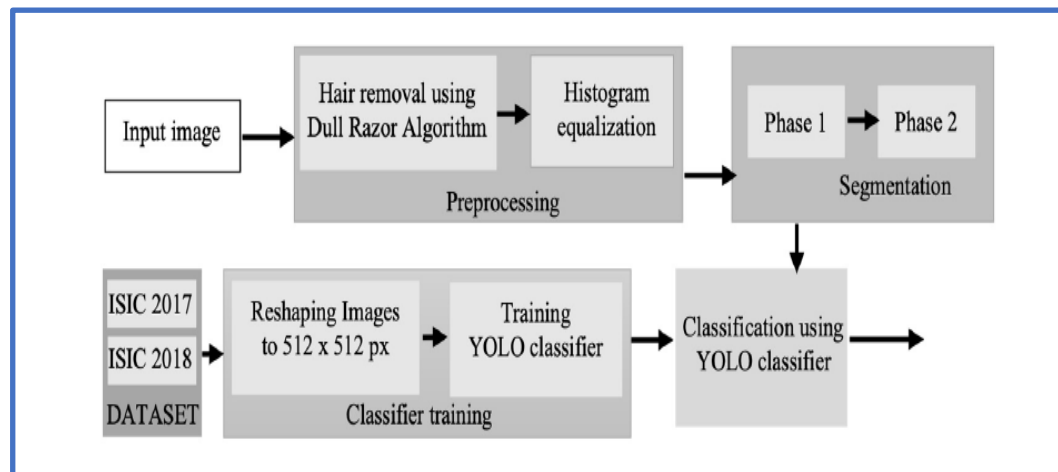 Input image
Hair removal using
Dull Razor Algorithm
Histogram
equalization
Preprocessing
Phase 1
Phase 2
Segmentation
ISIC 2017
ISIC 2018
DATASET
Reshaping Images
to 512 x 512 px
Training
YOLO classifier
Classifier training
Classification using
YOLO classifier